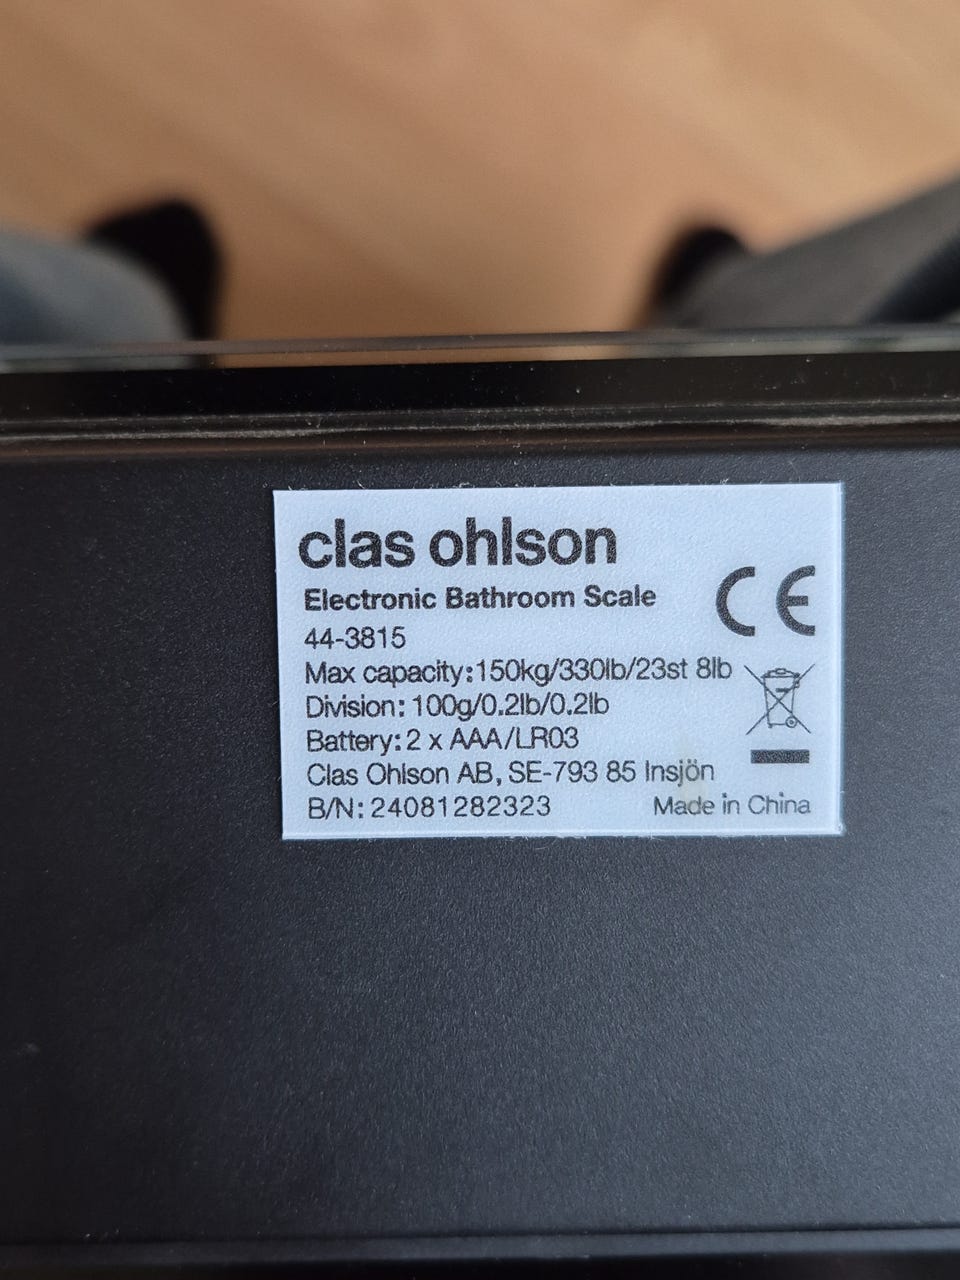 clas ohlson
Electronic Bathroom Scale
CE
44-3815
Max capacity:150kg/330lb/23st 8lb
Division: 100g/0.2lb/0.2lb
Battery: 2 x AAA/LR03
Clas Ohlson AB, SE-793 85 Insjön
B/N: 24081282323
Made in China